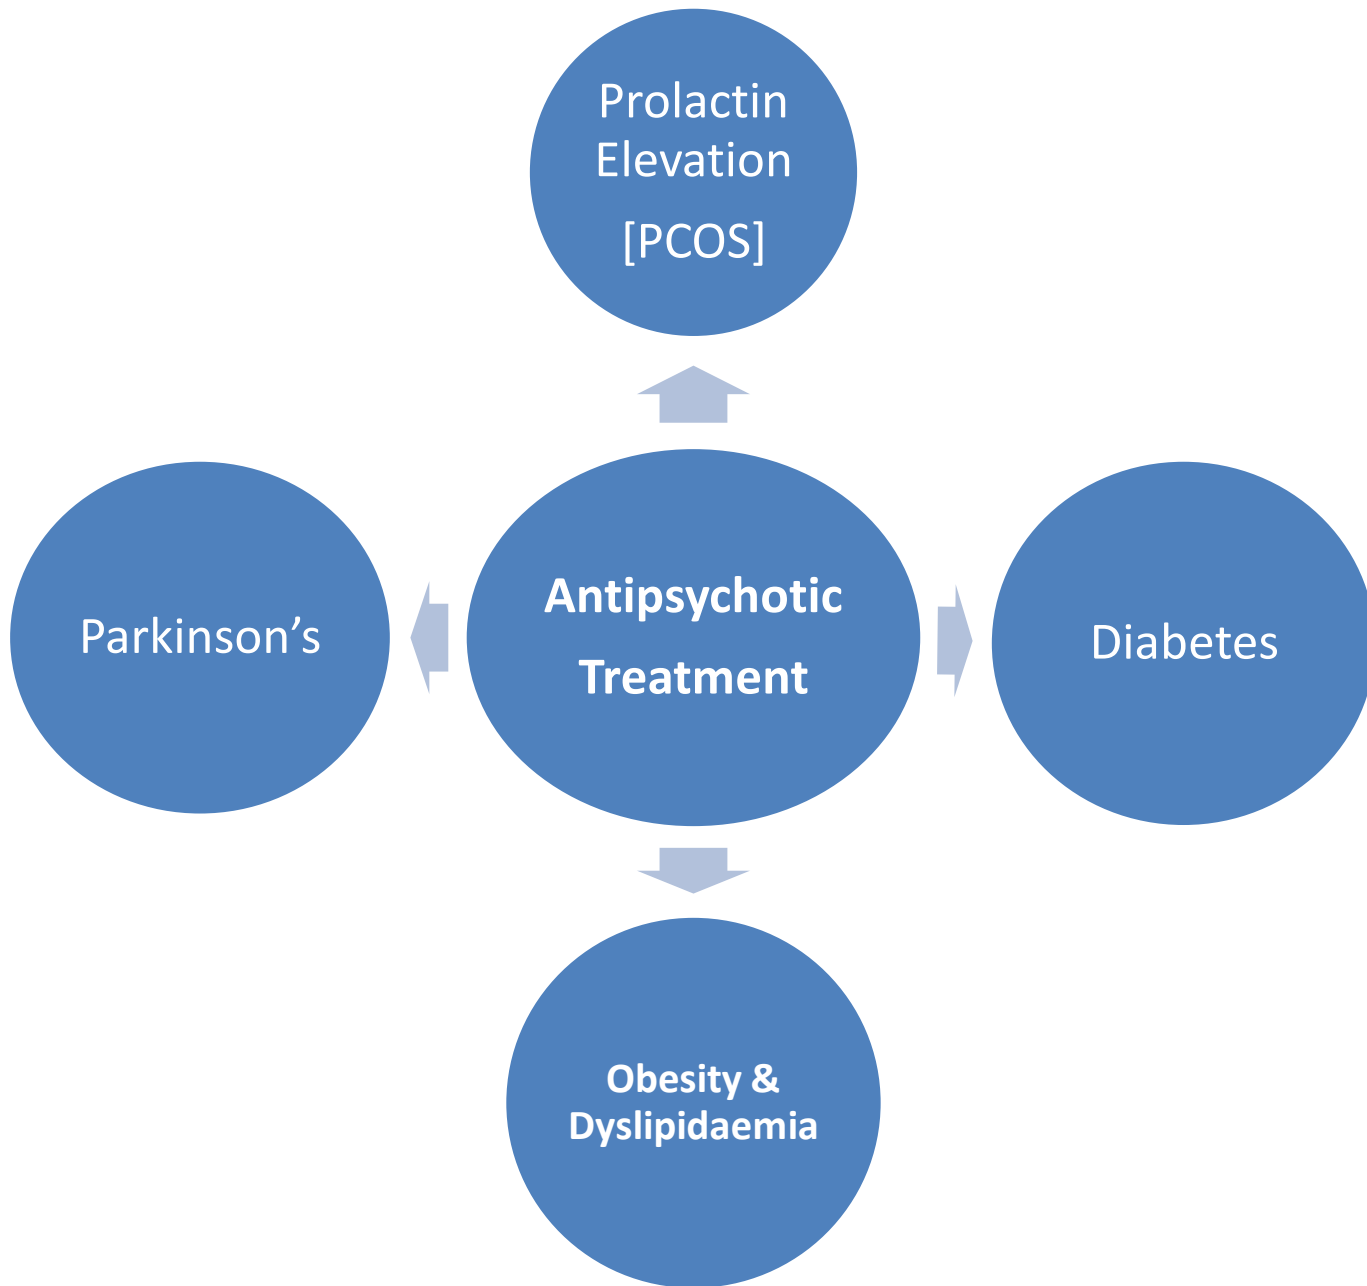 Prolactin
Elevation
[PCOS]
Parkinson’s
Antipsychotic
Treatment
Diabetes
Obesity &
Dyslipidaemia